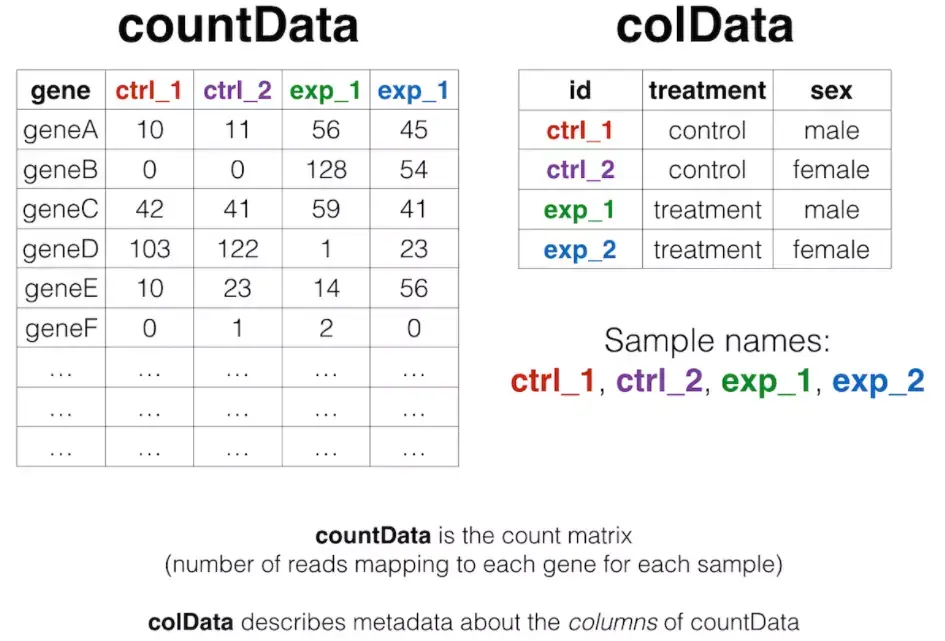 countData
gene ctrl_1 ctrl_2 exp_1 exp_1
geneA 10 11 56 45
geneB 0 0 128 54
geneC 42 41 59 41
geneD 103 122 1 23
geneE 10 23 14 56
geneF 0 1 2 0
... ... ... ... ...
... ... ... ... ...
... ... ... ... ...
colData
id treatment sex
ctrl_1 control male
ctrl_2 control female
exp_1 treatment male
exp_2 treatment female
Sample names:
ctrl_1, ctrl_2, exp_1, exp_2
countData is the count matrix
(number of reads mapping to each gene for each sample)
colData describes metadata about the columns of countData